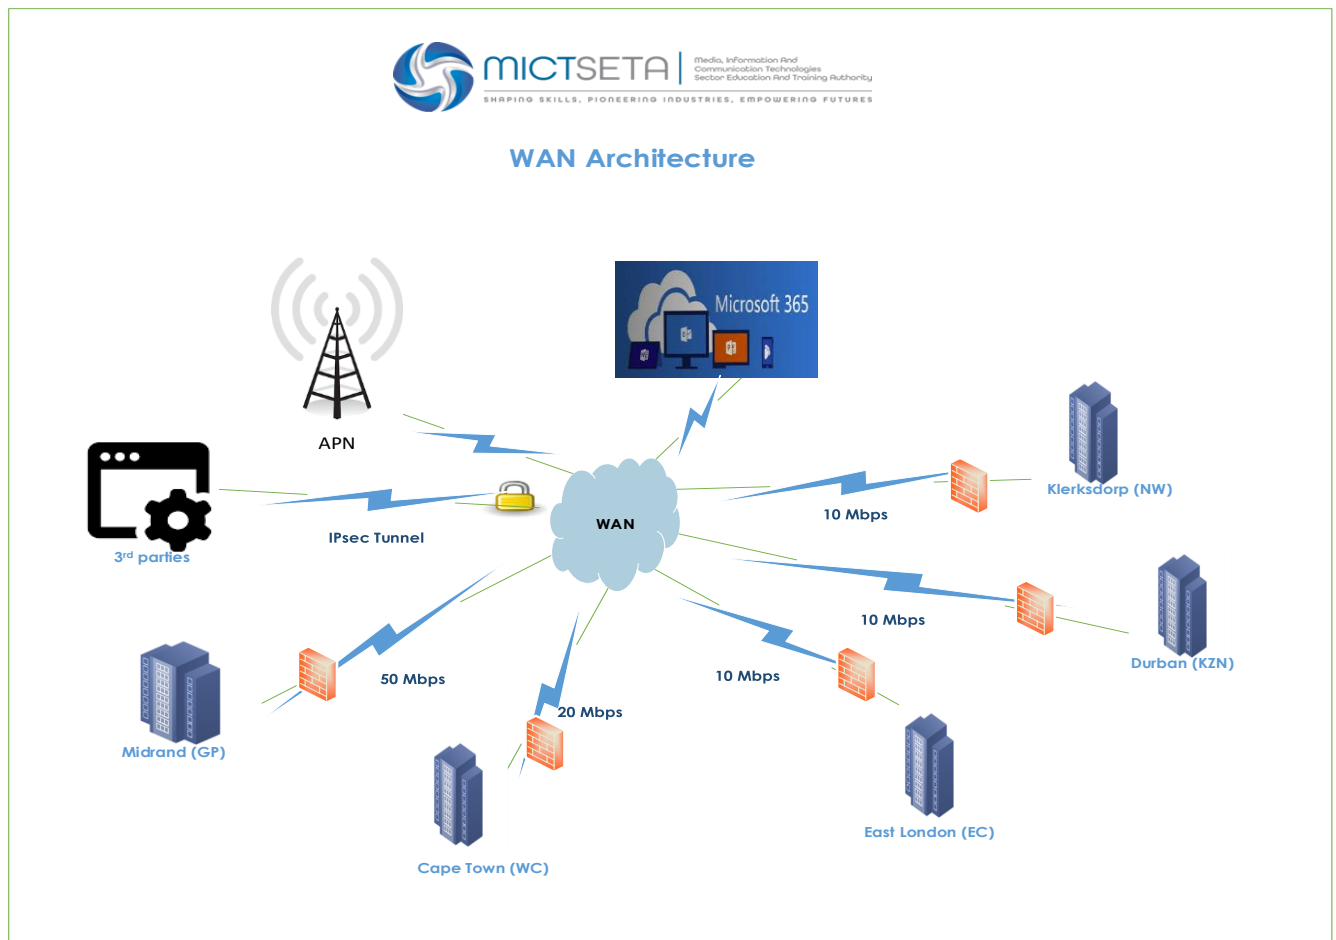 MICTSETA
Media, Information And
Communication Technologies
Sector Education And Training Authority
SHAPING SKILLS, PIONEERING INDUSTRIES, EMPOWERING FUTURES
WAN Architecture
Microsoft 365
APN
3rd parties
IPsec Tunnel
WAN
Klerksdorp (NW)
10 Mbps
10 Mbps
Durban (KZN)
10 Mbps
50 Mbps
20 Mbps
Midrand (GP)
East London (EC)
Cape Town (WC)